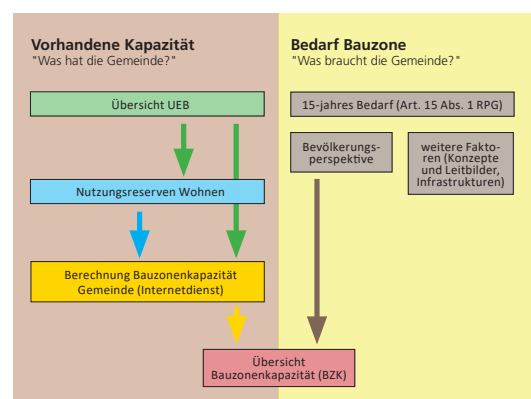 Vorhandene Kapazität
"Was hat die Gemeinde?"
Übersicht UEB
Nutzungsreserven Wohnen
Berechnung Bauzonenkapazität
Gemeinde (Internetdienst)
Bedarf Bauzone
"Was braucht die Gemeinde?"
15-jahres Bedarf (Art. 15 Abs. 1 RPG)
Bevölkerungs-
perspektive
weitere Fakto-
ren (Konzepte
und Leitbilder,
Infrastrukturen)
Übersicht
Bauzonenkapazität (BZK)